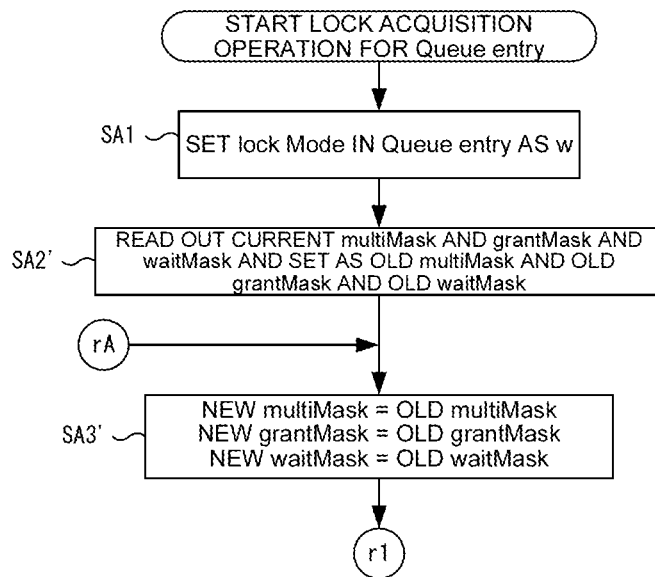 START LOCK ACQUISITION
OPERATION FOR Queue entry
SA1
SET lock Mode IN Queue entry AS w
SA2'
READ OUT CURRENT multiMask AND grantMask AND
waitMask AND SET AS OLD multiMask AND OLD
grantMask AND OLD waitMask
rA
SA3'
NEW multiMask = OLD multiMask
NEW grantMask = OLD grantMask
NEW waitMask = OLD waitMask
r1